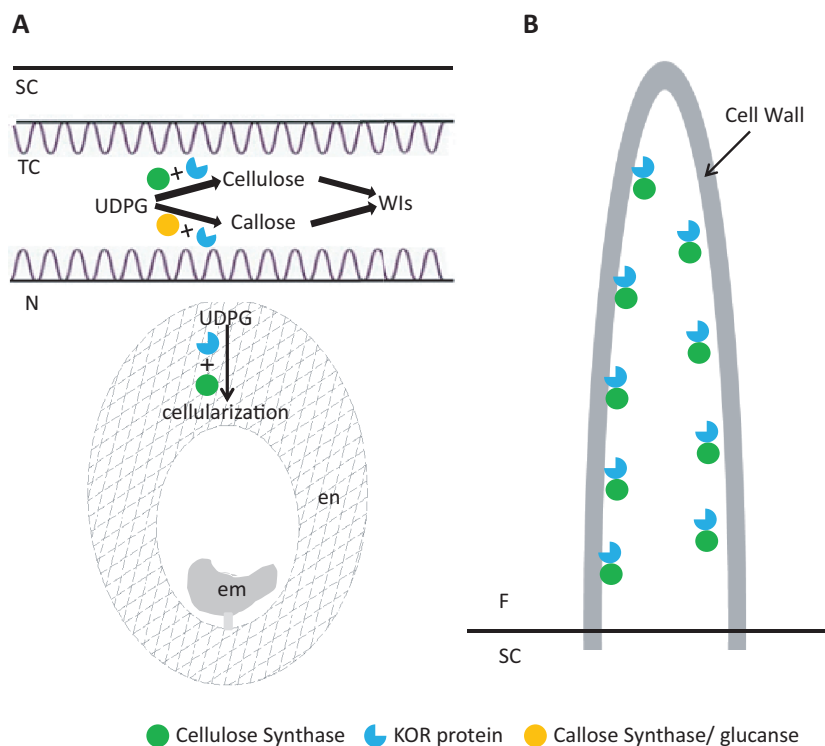 A
SC
TC
+
Cellulose
UDPG
WIs
Callose
+
N
UDPG
+
cellularization
en
em
B
Cell Wall
F
SC
Cellulose Synthase KOR protein Callose Synthase/ glucanse